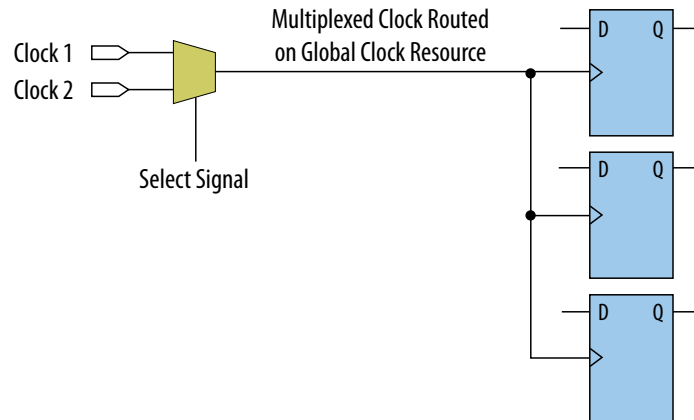 Multiplexed Clock Routed
on Global Clock Resource
Clock 1
Clock 2
Select Signal
D Q
D Q
D Q